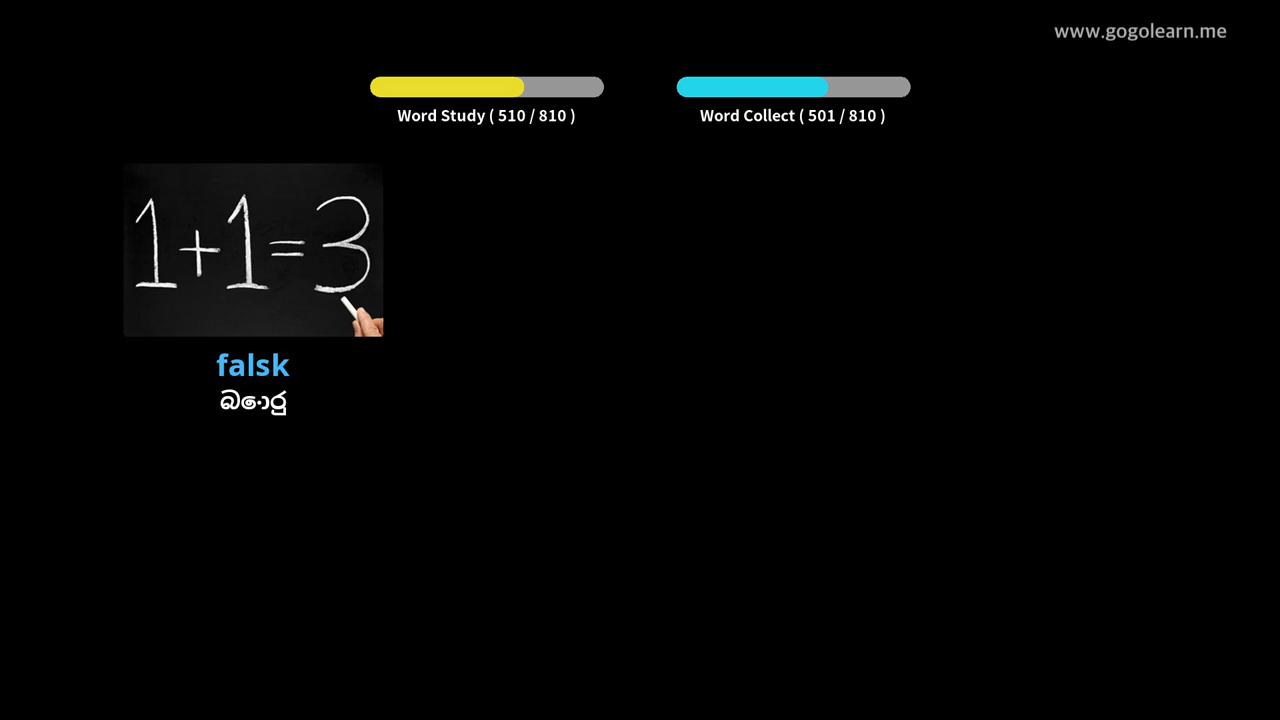 www.gogolearn.me
Word Study ( 510 / 810 )
Word Collect ( 501 / 810 )
1+1=3
falsk
බොරු